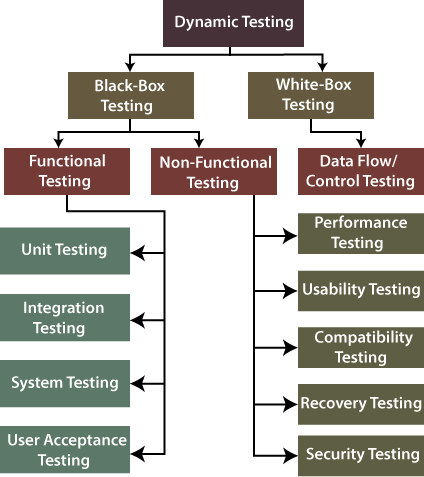 Dynamic Testing
Black-Box
Testing
White-Box
Testing
Functional
Testing
Non-Functional
Testing
Data Flow/
Control Testing
Unit Testing
Integration
Testing
System Testing
User Acceptance
Testing
Performance
Testing
Usability Testing
Compatibility
Testing
Recovery Testing
Security Testing